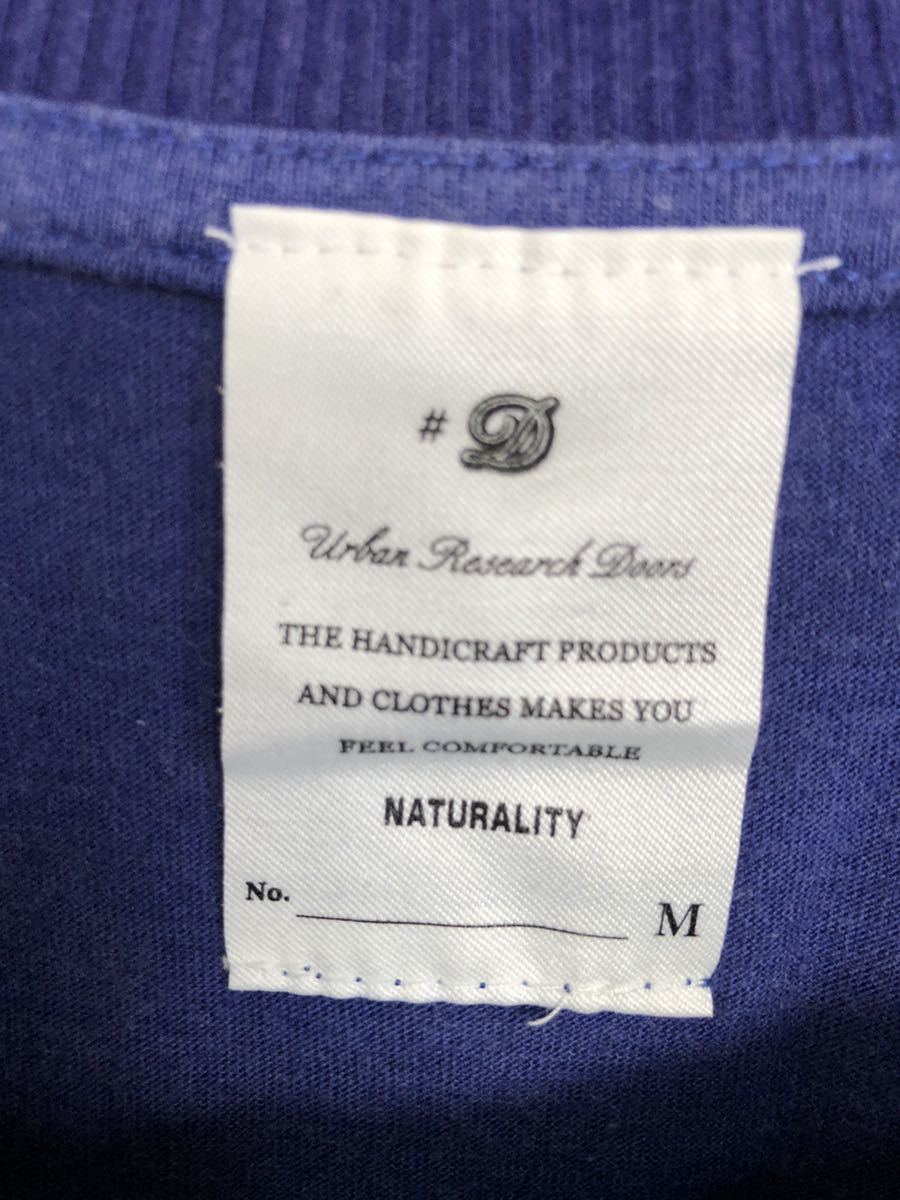 # D
Urban Research Doors
THE HANDICRAFT PRODUCTS
AND CLOTHES MAKES YOU
FEEL COMFORTABLE
NATURALITY
No. M